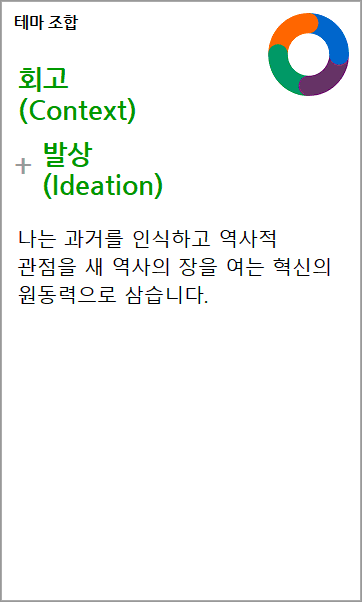 테마 조합
회고
(Context)
+ 발상
(Ideation)
나는 과거를 인식하고 역사적
관점을 새 역사의 장을 여는 혁신의
원동력으로 삼습니다.